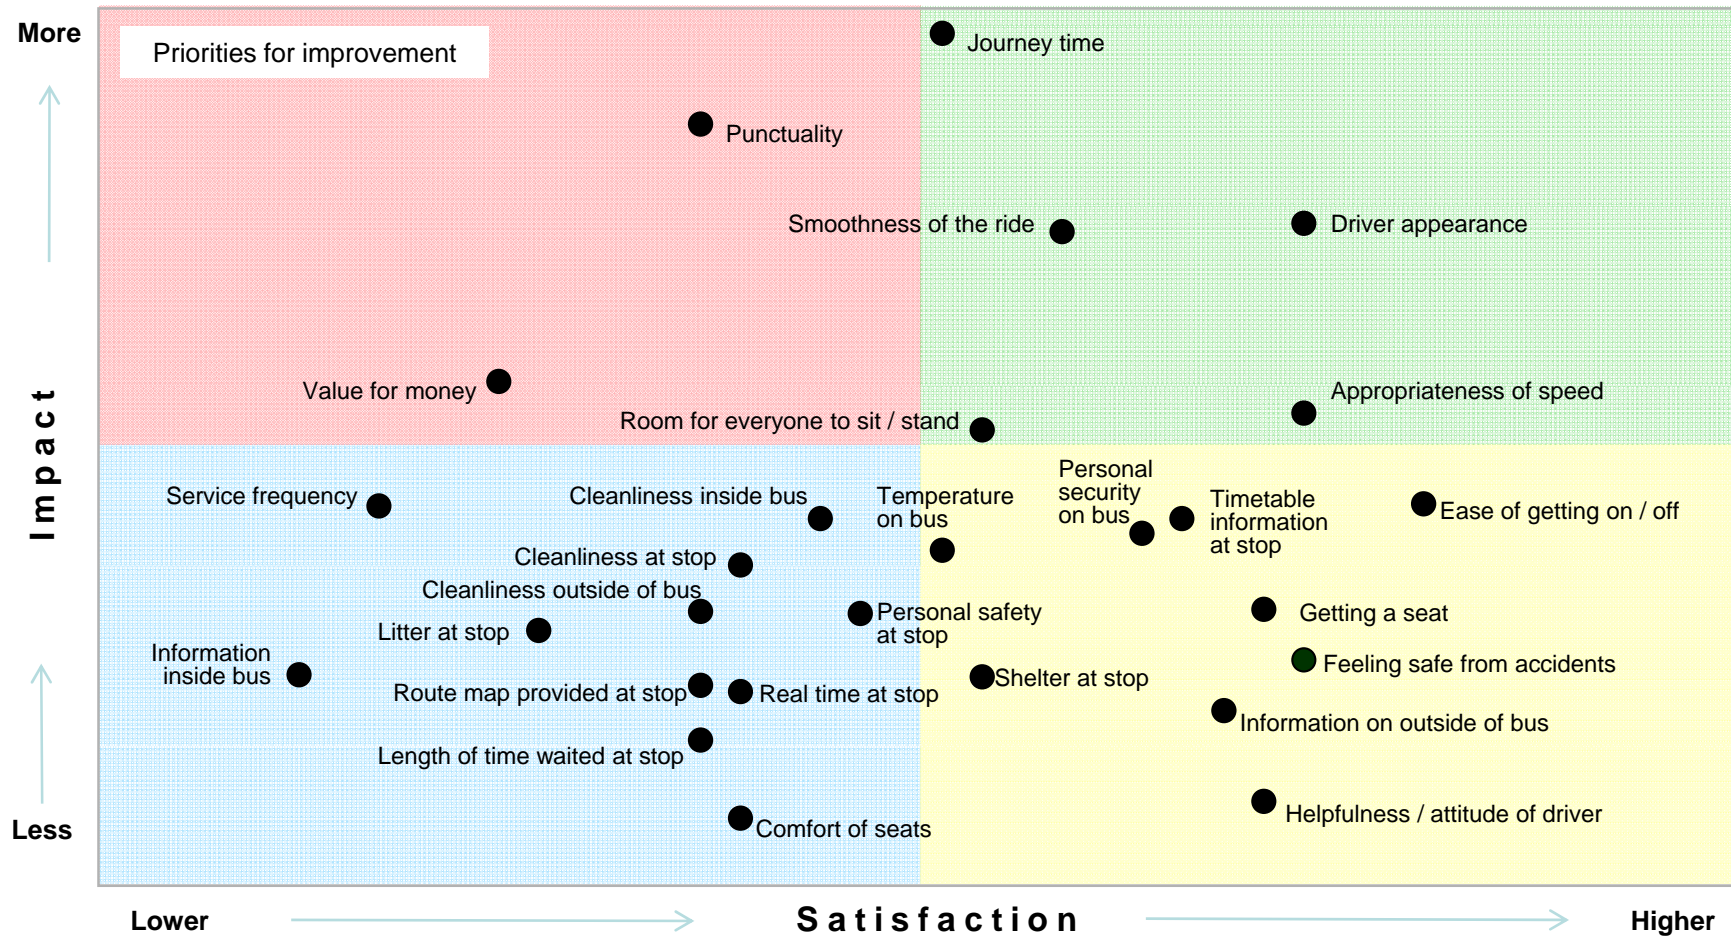 More
Priorities for improvement
Journey time
Punctuality
Smoothness of the ride
Driver appearance
Value for money
Appropriateness of speed
Room for everyone to sit / stand
Impact
Service frequency
Cleanliness inside bus
Temperature
on bus
Personal
security
on bus
Timetable
information
at stop
Ease of getting on / off
Cleanliness at stop
Cleanliness outside of bus
Litter at stop
Personal safety
at stop
Getting a seat
Information
inside bus
Feeling safe from accidents
Route map provided at stop
Real time at stop
Shelter at stop
Information on outside of bus
Length of time waited at stop
Less
Comfort of seats
Helpfulness / attitude of driver
Lower
Satisfaction
Higher